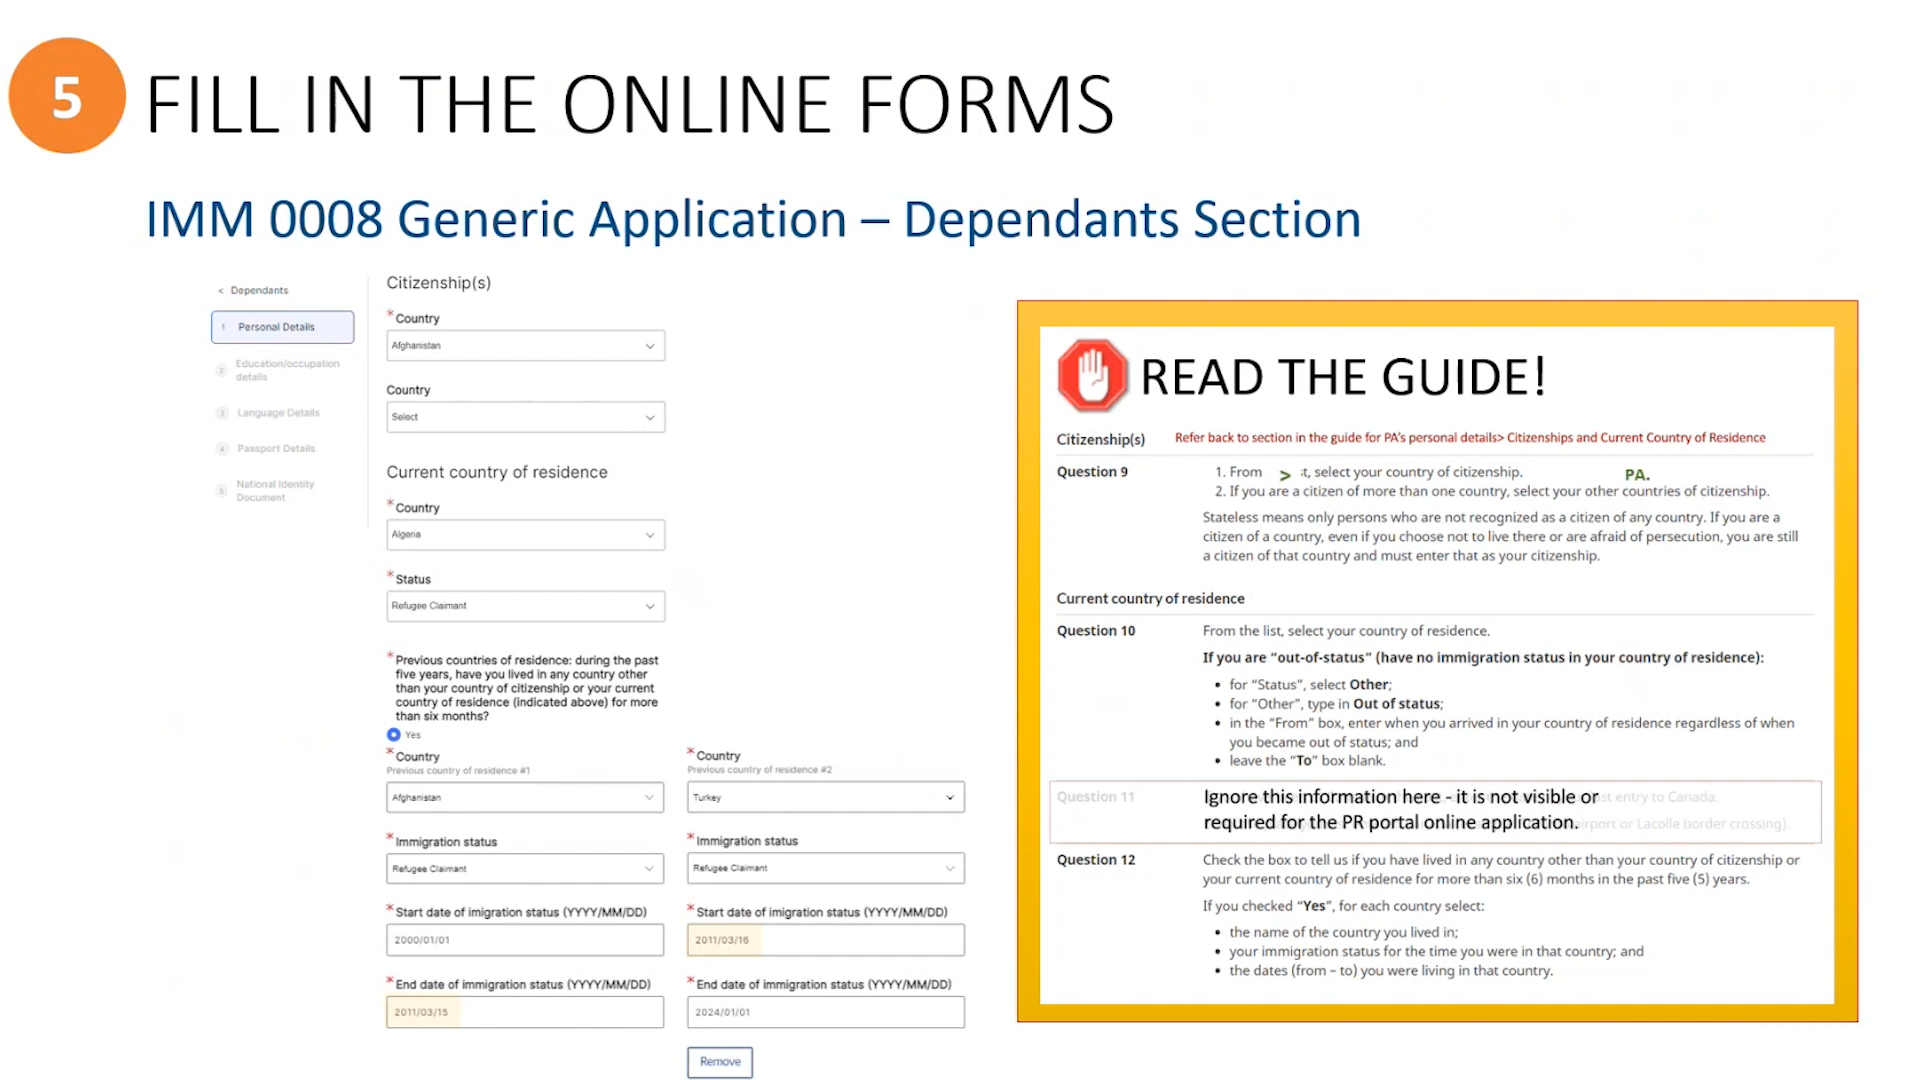 5
FILL IN THE ONLINE FORMS
IMM 0008 Generic Application – Dependants Section
< Dependants
1 Personal Details
2 Education/occupation
details
3 Language Details
4 Passport Details
5 National Identity
Document
Citizenship(s)
* Country
Afghanistan
Country
Select
Current country of residence
* Country
Algeria
* Status
Refugee Claimant
* Previous countries of residence: during the past
five years, have you lived in any country other
than your country of citizenship or your current
country of residence (indicated above) for more
than six months?
Yes
* Country
Previous country of residence #1
Afghanistan
* Immigration status
Refugee Claimant
* Start date of imigration status (YYYY/MM/DD)
2000/01/01
* End date of immigration status (YYYY/MM/DD)
2011/03/15
* Country
Previous country of residence #2
Turkey
* Immigration status
Refugee Claimant
* Start date of imigration status (YYYY/MM/DD)
2011/03/16
* End date of immigration status (YYYY/MM/DD)
2024/01/01
Remove
READ THE GUIDE!
Citizenship(s) Refer back to section in the guide for PA's personal details> Citizenships and Current Country of Residence
Question 9 1. From > t, select your country of citizenship. PA.
2. If you are a citizen of more than one country, select your other countries of citizenship.
Stateless means only persons who are not recognized as a citizen of any country. If you are a
citizen of a country, even if you choose not to live there or are afraid of persecution, you are still
a citizen of that country and must enter that as your citizenship.
Current country of residence
Question 10 From the list, select your country of residence.
If you are "out-of-status" (have no immigration status in your country of residence):
• for "Status", select Other;
• for "Other", type in Out of status;
• in the "From" box, enter when you arrived in your country of residence regardless of when
you became out of status; and
• leave the "To" box blank.
Question 11 Ignore this information here - it is not visible or entry to Canada.
required for the PR portal online application. airport or Lacolle border crossing).
Question 12 Check the box to tell us if you have lived in any country other than your country of citizenship or
your current country of residence for more than six (6) months in the past five (5) years.
If you checked "Yes", for each country select:
• the name of the country you lived in;
• your immigration status for the time you were in that country; and
• the dates (from – to) you were living in that country.